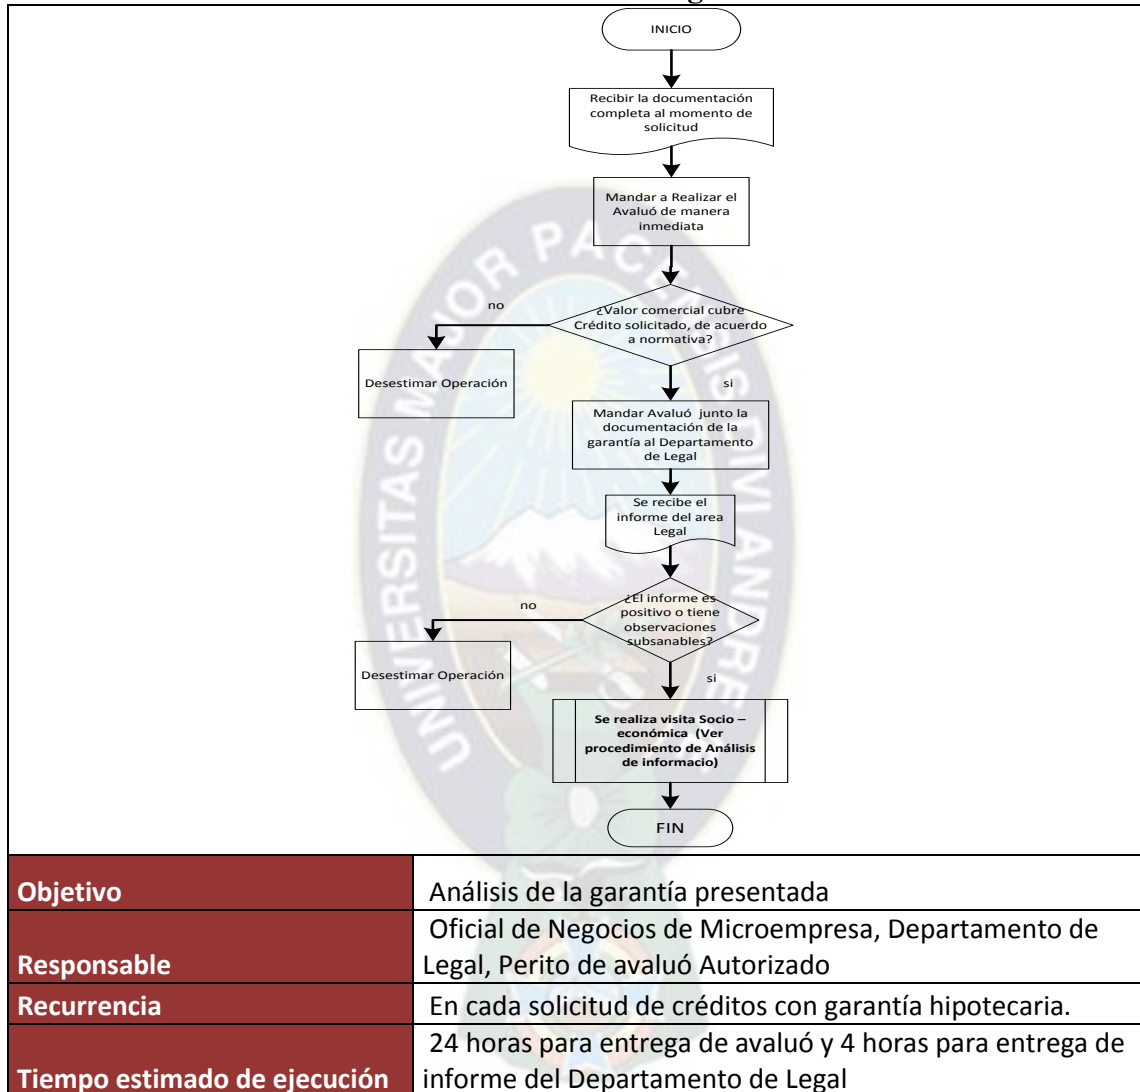 INICIO
Recibir la documentación
completa al momento de
solicitud
Mandar a Realizar el
Avaluó de manera
inmediata
¿Valor comercial cubre
Crédito solicitado, de acuerdo
a normativa?
no
Desestimar Operación
si
Mandar Avaluó junto la
documentación de la
garantía al Departamento
de Legal
Se recibe el
informe del area
Legal
¿El informe es
positivo o tiene
observaciones
subsanables?
no
Desestimar Operación
si
Se realiza visita Socio –
económica (Ver
procedimiento de Análisis
de informacio)
FIN
UNIVERSITAS MAJOR PACENSIS DIVI ANDRE
Objetivo
Análisis de la garantía presentada
Responsable
Oficial de Negocios de Microempresa, Departamento de
Legal, Perito de avaluó Autorizado
Recurrencia
En cada solicitud de créditos con garantía hipotecaria.
Tiempo estimado de ejecución
24 horas para entrega de avaluó y 4 horas para entrega de
informe del Departamento de Legal